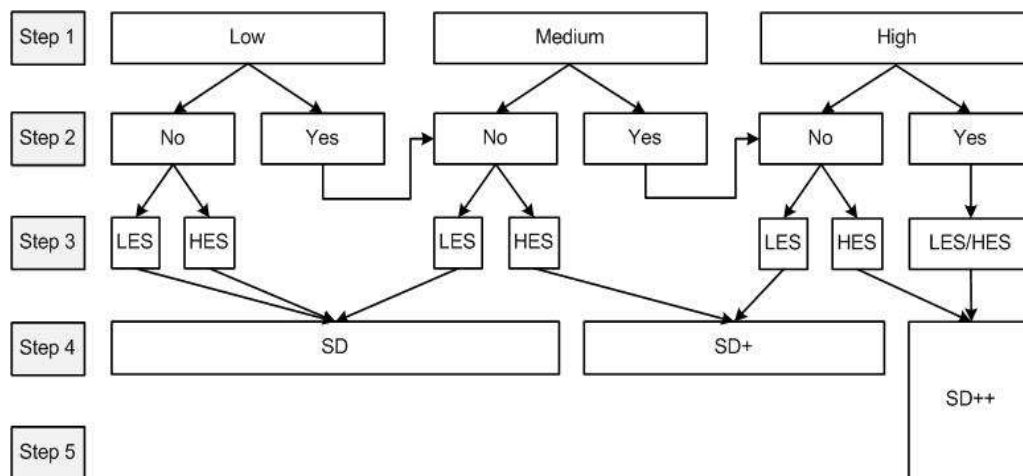 Step 1
Low
Medium
High
Step 2
No
Yes
No
Yes
No
Yes
Step 3
LES
HES
LES
HES
LES
HES
LES/HES
Step 4
SD
SD+
SD++
Step 5